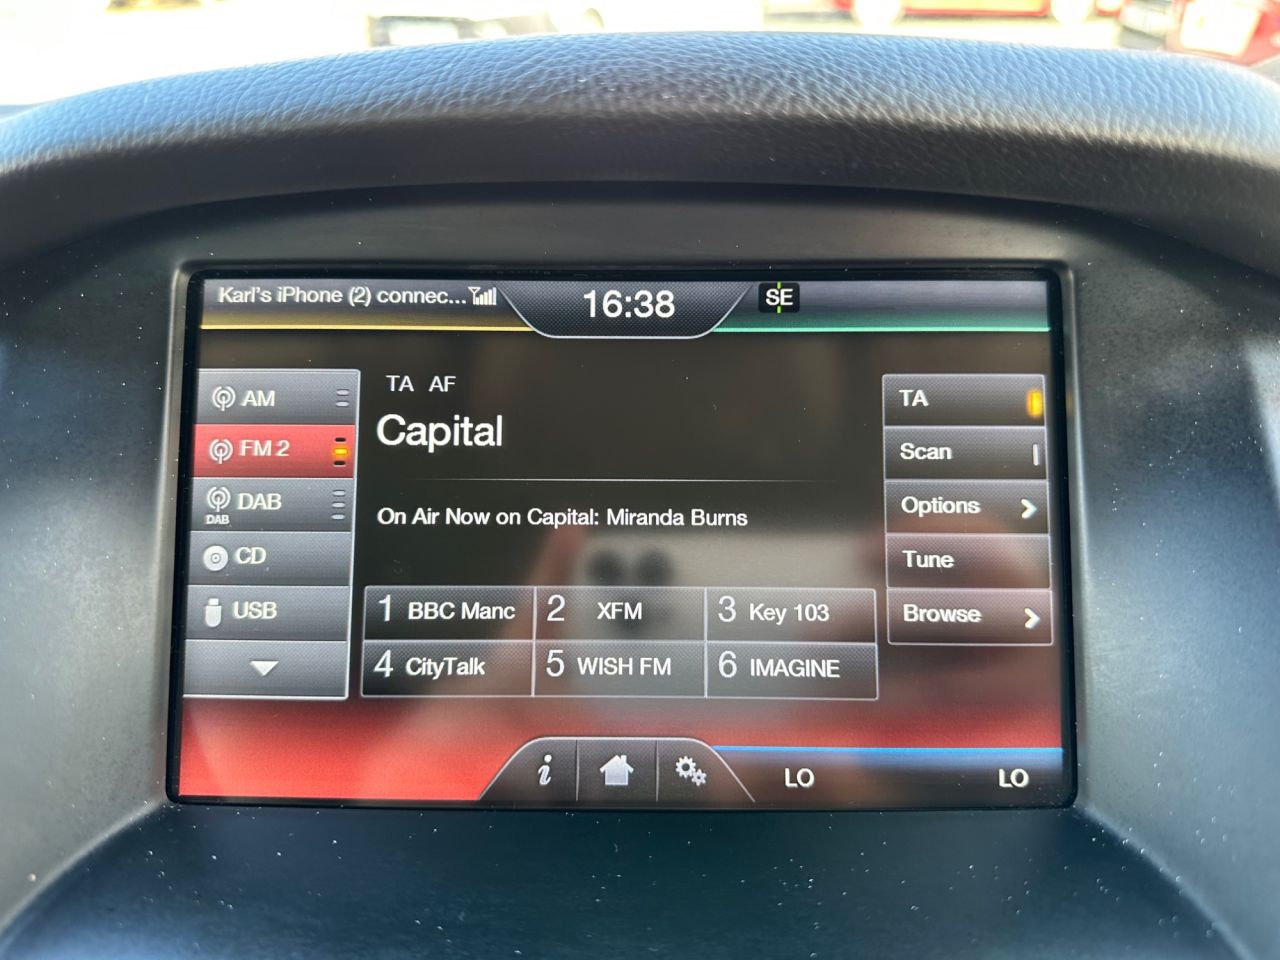 Karl's iPhone (2) connec...
16:38
SE
AM
FM 2
DAB
DAB
CD
USB
TA AF
Capital
On Air Now on Capital: Miranda Burns
1 BBC Manc
2 XFM
3 Key 103
4 CityTalk
5 WISH FM
6 IMAGINE
TA
Scan
Options
Tune
Browse
i
LO
LO